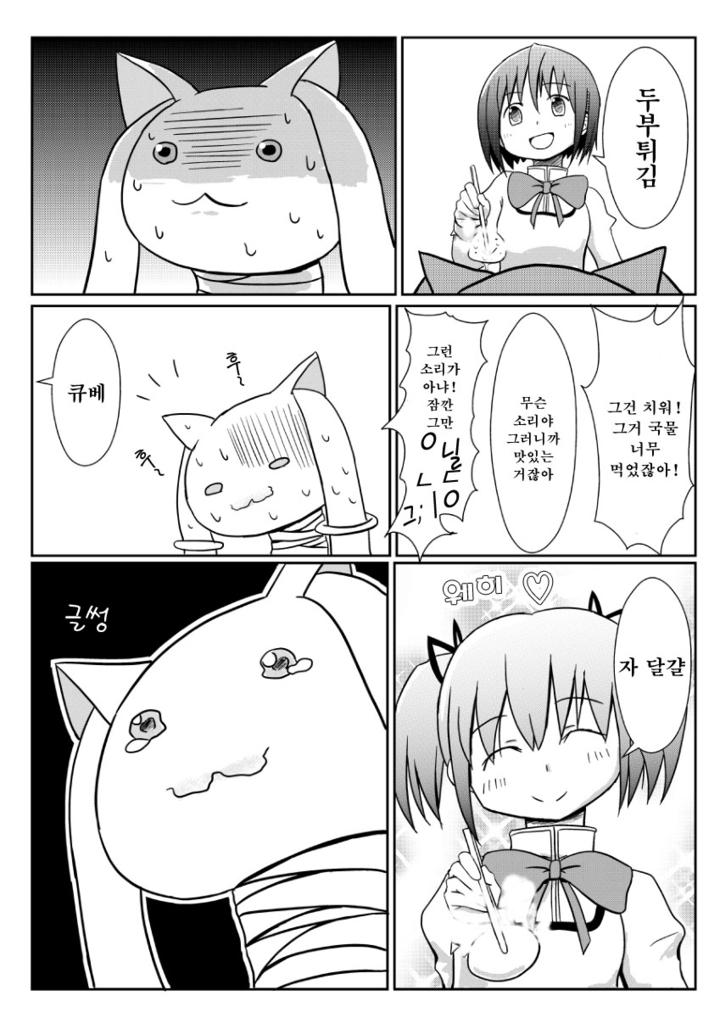 두부튀김
그건 치워!
그거 국물
너무
먹었잖아!
무슨
소리야
그러니까
맛있는
거잖아
그런
소리가
아냐!
잠깐
그만
후
후
큐베
웨히 ♡
자 달걀
글썽